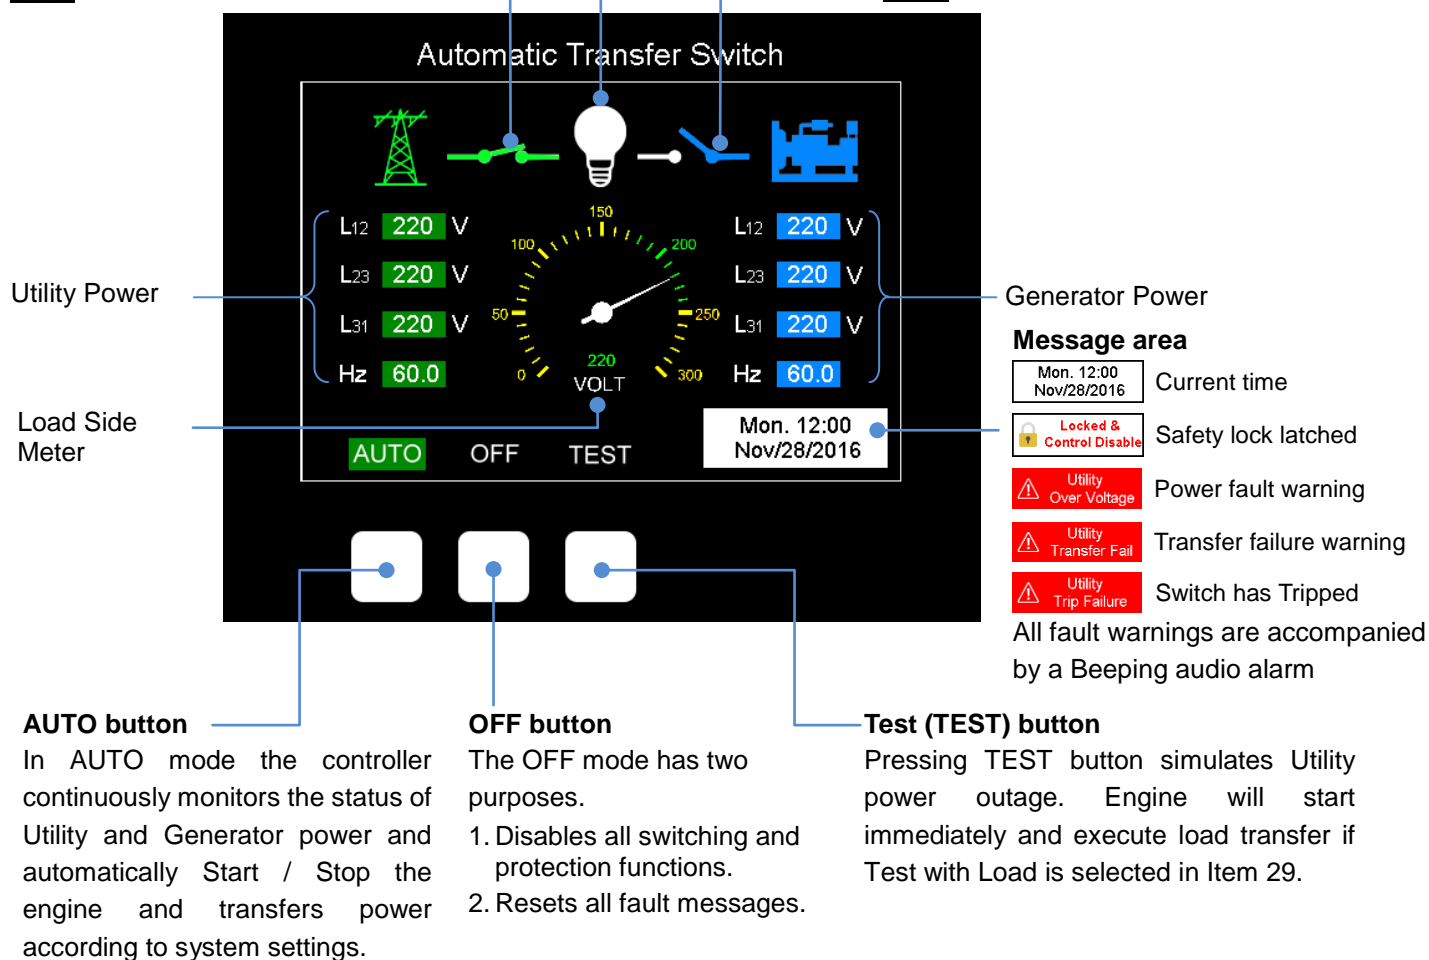 Automatic Transfer Switch
L12 220 V
L23 220 V
L31 220 V
Hz 60.0
0
50
100
150
200
250
300
220
VOLT
L12 220 V
L23 220 V
L31 220 V
Hz 60.0
AUTO OFF TEST
Mon. 12:00
Nov/28/2016
Utility Power
Load Side
Meter
Generator Power
Message area
Mon. 12:00
Nov/28/2016
Current time
Locked &
Control Disable
Safety lock latched
Utility
Over Voltage
Power fault warning
Utility
Transfer Fail
Transfer failure warning
Utility
Trip Failure
Switch has Tripped
All fault warnings are accompanied
by a Beeping audio alarm
AUTO button
In AUTO mode the controller
continuously monitors the status of
Utility and Generator power and
automatically Start / Stop the
engine and transfers power
according to system settings.
OFF button
The OFF mode has two
purposes.
1. Disables all switching and
protection functions.
2. Resets all fault messages.
Test (TEST) button
Pressing TEST button simulates Utility
power outage. Engine will start
immediately and execute load transfer if
Test with Load is selected in Item 29.